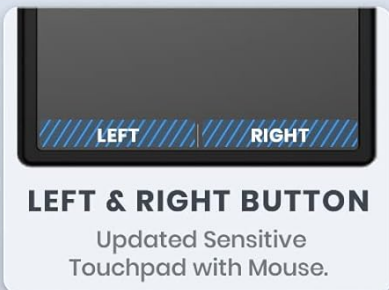 LEFT RIGHT
LEFT & RIGHT BUTTON
Updated Sensitive
Touchpad with Mouse.